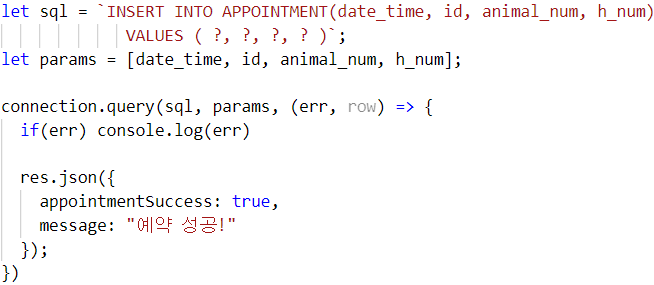 let sql = `INSERT INTO APPOINTMENT(date_time, id, animal_num, h_num)
VALUES ( ?, ?, ?, ? )`;
let params = [date_time, id, animal_num, h_num];
connection.query(sql, params, (err, row) => {
if(err) console.log(err)
res.json({
appointmentSuccess: true,
message: "예약 성공!"
});
})